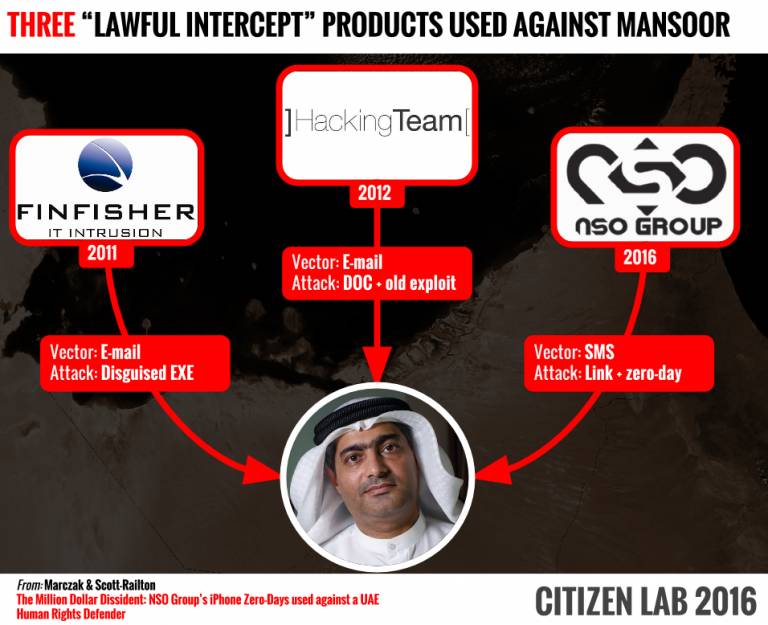 THREE “LAWFUL INTERCEPT” PRODUCTS USED AGAINST MANSOOR
FINFISHER
IT INTRUSION
2011
Vector: E-mail
Attack: Disguised EXE
]HackingTeam[
2012
Vector: E-mail
Attack: DOC + old exploit
NSO
NSO GROUP
2016
Vector: SMS
Attack: Link + zero-day
From: Marczak & Scott-Railton
The Million Dollar Dissident: NSO Group's iPhone Zero-Days used against a UAE
Human Rights Defender
CITIZEN LAB 2016